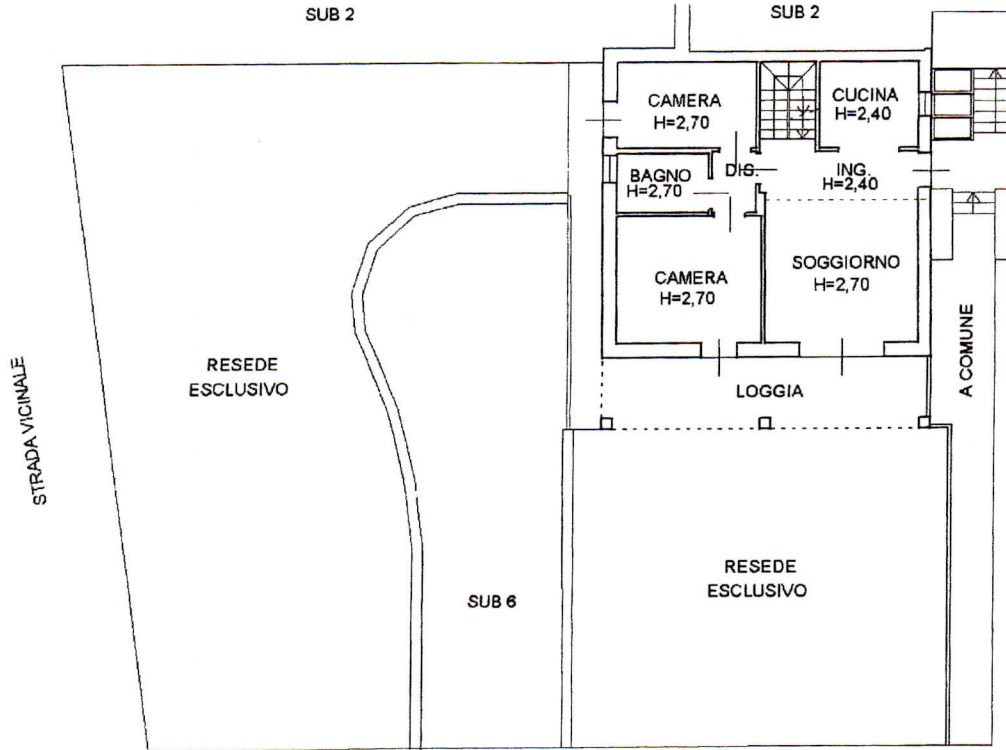 SUB 2
SUB 2
CAMERA
H=2,70
CUCINA
H=2,40
BAGNO
H=2,70
DIS.
ING.
H=2,40
CAMERA
H=2,70
SOGGIORNO
H=2,70
RESEDE
ESCLUSIVO
LOGGIA
A COMUNE
STRADA VICINALE
RESEDE
ESCLUSIVO
SUB 6